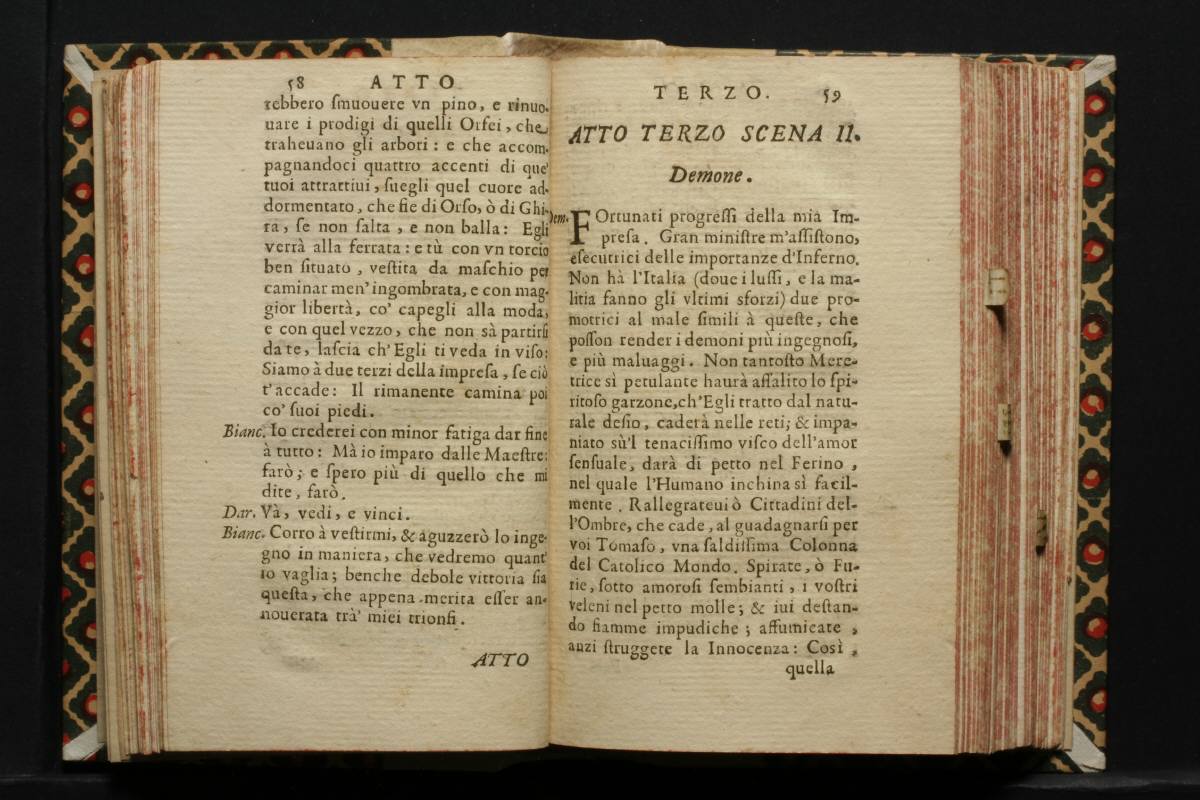 58 ATTO
rebbero ſmuouere vn pino, e rinuo-
uare i prodigi di quelli Orfei, che
traheuano gli arbori: e che accom-
pagnandoci quattro accenti di que'
tuoi attrattiui, ſuegli quel cuore ad-
dormentato, che ſie di Orſo, ò di Ghi-
ra, ſe non ſalta, e non balla: Egli
verrà alla ferrata: e tù con vn torcio
ben ſituato, veſtita da maſchio per
caminar men' ingombrata, e con mag-
gior libertà, co' capegli alla moda,
e con quel vezzo, che non sà partirſi
da te, laſcia ch'Egli ti veda in viſo:
Siamo à due terzi della impreſa, ſe ciò
t'accade: Il rimanente camina poi
co' ſuoi piedi.
Bianc. Io crederei con minor fatiga dar fine
à tutto: Mà io imparo dalle Maeſtre:
farò; e ſpero più di quello che mi
dite, farò.
Dar. Và, vedi, e vinci.
Bianc. Corro à veſtirmi, & aguzzerò lo inge-
gno in maniera, che vedremo quant'
io vaglia; benche debole vittoria ſia
queſta, che appena merita eſſer an-
nouerata trà' miei trionfi.
ATTO
TERZO. 59
ATTO TERZO SCENA II.
Demone.
Dem. FOrtunati progreſſi della mia Im-
preſa. Gran miniſtre m'aſſiſtono,
eſecutrici delle importanze d'Inferno.
Non hà l'Italia (doue i luſſi, e la ma-
litia fanno gli vltimi sforzi) due pro-
motrici al male ſimili à queſte, che
poſſon render i demoni più ingegnoſi,
e più maluaggi. Non tantoſto Mere-
trice sì petulante haurà aſſalito lo ſpi-
ritoſo garzone, ch'Egli tratto dal natu-
rale deſio, caderà nelle reti; & impa-
niato sù'l tenaciſſimo viſco dell'amor
ſenſuale, darà di petto nel Ferino,
nel quale l'Humano inchina sì facil-
mente. Rallegrateui ò Cittadini del-
l'Ombre, che cade, al guadagnarſi per
voi Tomaſo, vna ſaldiſſima Colonna
del Catolico Mondo. Spirate, ò Fu-
rie, ſotto amoroſi ſembianti, i voſtri
veleni nel petto molle; & iui deſtan-
do fiamme impudiche; affumicate,
anzi ſtruggete la Innocenza: Così,
quella